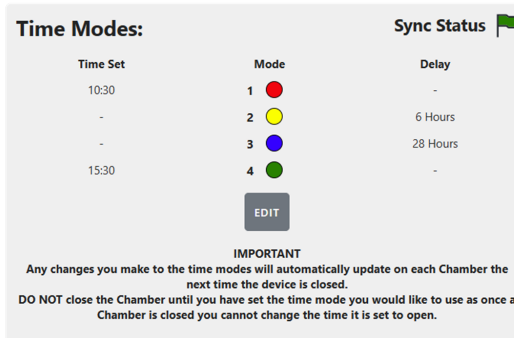 Time Modes:
Sync Status
Time Set Mode Delay
10:30 1 -
- 2 6 Hours
- 3 28 Hours
15:30 4 -
EDIT
IMPORTANT
Any changes you make to the time modes will automatically update on each Chamber the
next time the device is closed.
DO NOT close the Chamber until you have set the time mode you would like to use as once a
Chamber is closed you cannot change the time it is set to open.